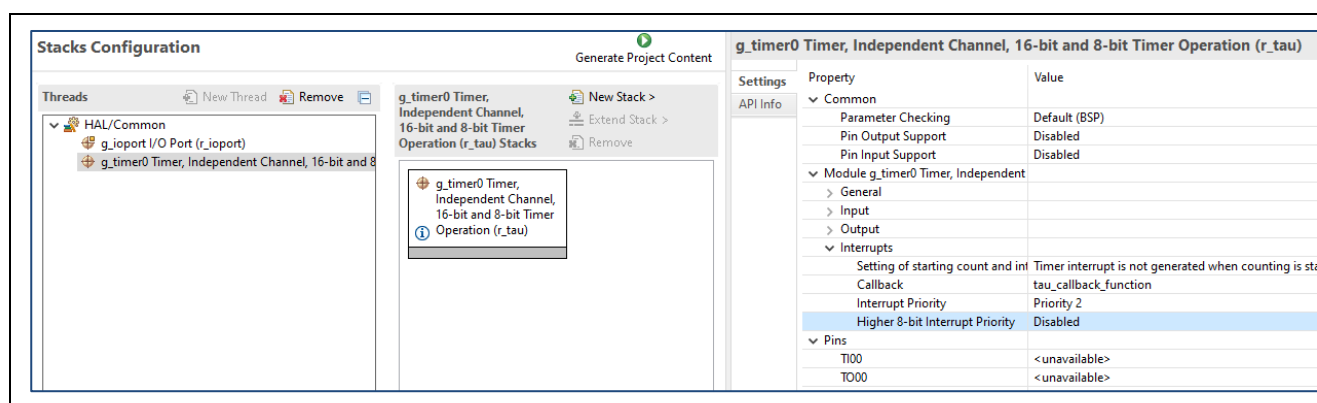 Stacks Configuration
Generate Project Content
Threads
New Thread
Remove
HAL/Common
g_ioport I/O Port (r_ioport)
g_timer0 Timer, Independent Channel, 16-bit and 8
g_timer0 Timer,
Independent Channel,
16-bit and 8-bit Timer
Operation (r_tau) Stacks
New Stack >
Extend Stack >
Remove
g_timer0 Timer,
Independent Channel,
16-bit and 8-bit Timer
Operation (r_tau)
g_timer0 Timer, Independent Channel, 16-bit and 8-bit Timer Operation (r_tau)
Settings
API Info
Property Value
Common
Parameter Checking Default (BSP)
Pin Output Support Disabled
Pin Input Support Disabled
Module g_timer0 Timer, Independent
General
Input
Output
Interrupts
Setting of starting count and int Timer interrupt is not generated when counting is sta
Callback tau_callback_function
Interrupt Priority Priority 2
Higher 8-bit Interrupt Priority Disabled
Pins
TI00 <unavailable>
TO00 <unavailable>